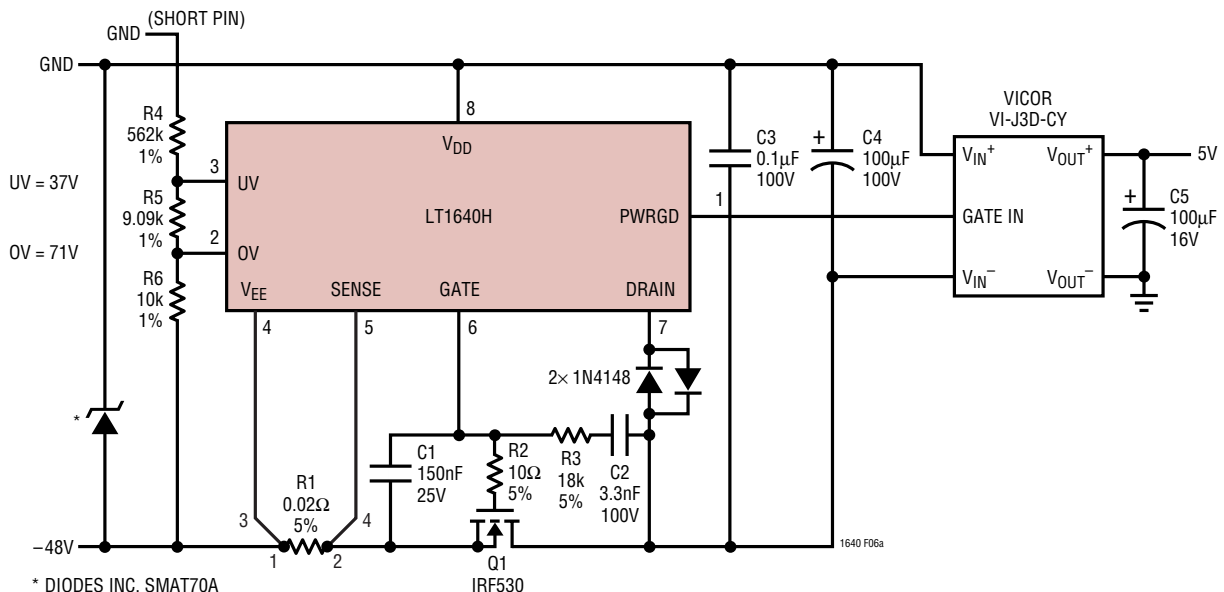 (SHORT PIN)
GND
GND
R4
562k
1%
UV = 37V
R5
9.09k
1%
OV = 71V
R6
10k
1%
3
2
8
VDD
UV
LT1640H
PWRGD
1
OV
VEE
SENSE
GATE
DRAIN
4
5
6
7
C3
0.1µF
100V
+
C4
100µF
100V
VICOR
VI-J3D-CY
VIN+
VOUT+
5V
GATE IN
VIN−
VOUT−
+
C5
100µF
16V
2× 1N4148
*
R1
0.02Ω
5%
3
4
1
2
C1
150nF
25V
R2
10Ω
5%
R3
18k
5%
C2
3.3nF
100V
−48V
Q1
IRF530
1640 F06a
* DIODES INC. SMAT70A